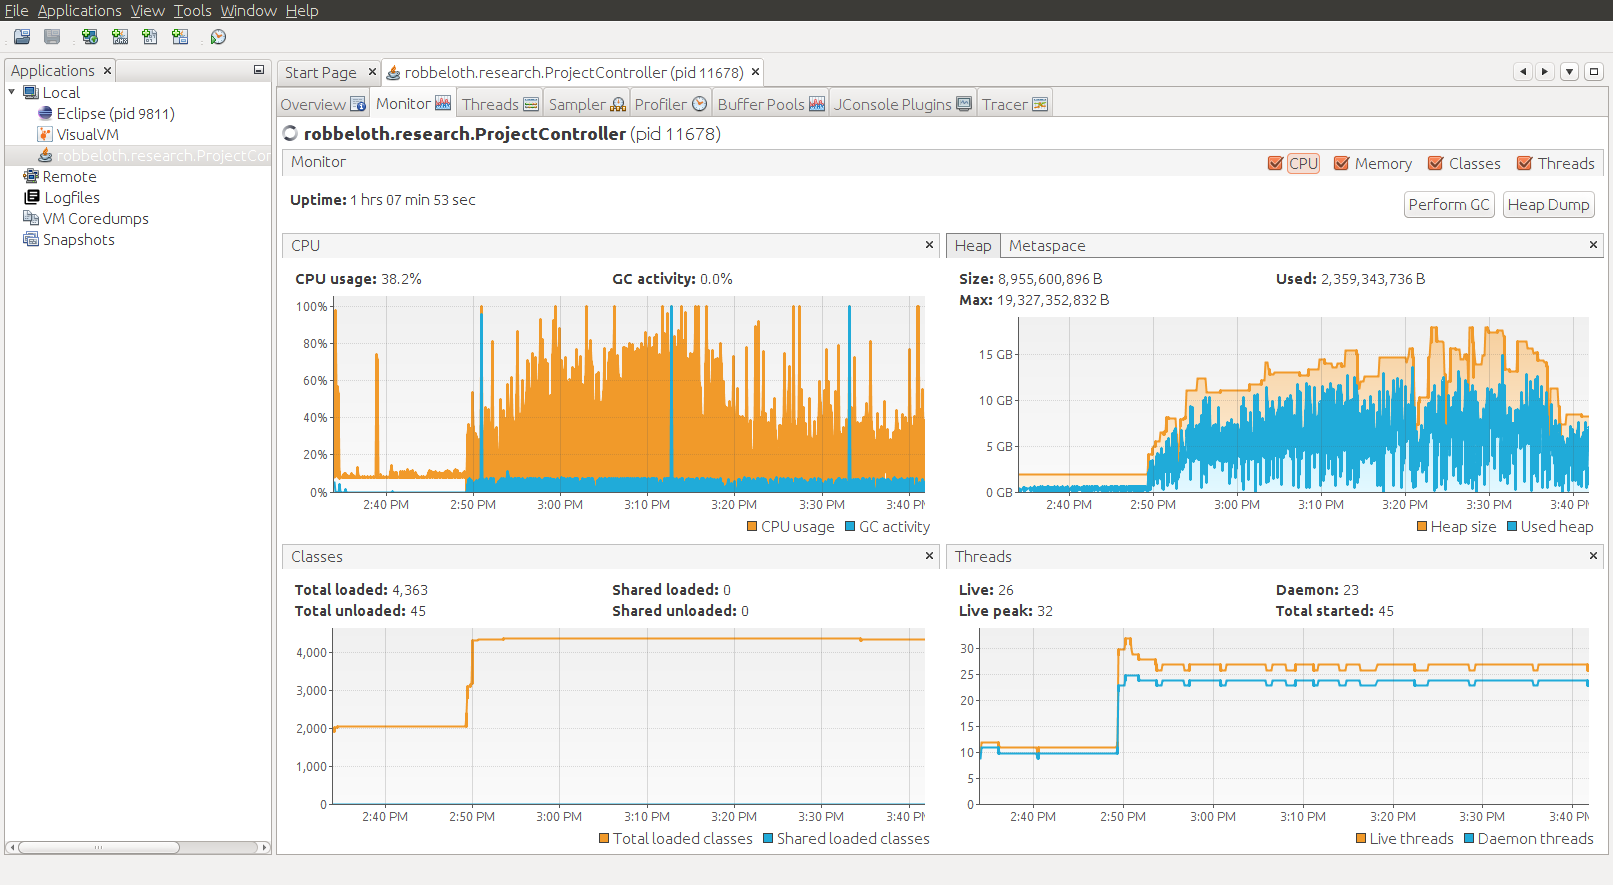 File Applications View Tools Window Help
Applications
Local
Eclipse (pid 9811)
VisualVM
robbeloth.research.ProjectCor
Remote
Logfiles
VM Coredumps
Snapshots
Start Page robbeloth.research.ProjectController (pid 11678)
Overview Monitor Threads Sampler Profiler Buffer Pools JConsole Plugins Tracer
robbeloth.research.ProjectController (pid 11678)
Monitor CPU Memory Classes Threads
Uptime: 1 hrs 07 min 53 sec
Perform GC Heap Dump
CPU
CPU usage: 38.2% GC activity: 0.0%
100%
80%
60%
40%
20%
0%
2:40 PM 2:50 PM 3:00 PM 3:10 PM 3:20 PM 3:30 PM 3:40 PM
CPU usage GC activity
Heap Metaspace
Size: 8,955,600,896 B Used: 2,359,343,736 B
Max: 19,327,352,832 B
15 GB
10 GB
5 GB
0 GB
2:40 PM 2:50 PM 3:00 PM 3:10 PM 3:20 PM 3:30 PM 3:40 PM
Heap size Used heap
Classes
Total loaded: 4,363 Shared loaded: 0
Total unloaded: 45 Shared unloaded: 0
4,000
3,000
2,000
1,000
0
2:40 PM 2:50 PM 3:00 PM 3:10 PM 3:20 PM 3:30 PM 3:40 PM
Total loaded classes Shared loaded classes
Threads
Live: 26 Daemon: 23
Live peak: 32 Total started: 45
30
25
20
15
10
5
0
2:40 PM 2:50 PM 3:00 PM 3:10 PM 3:20 PM 3:30 PM 3:40 PM
Live threads Daemon threads